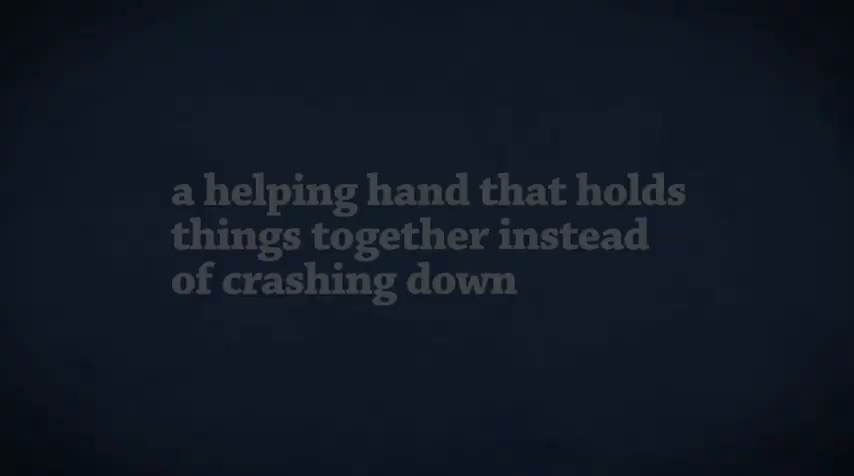 a helping hand that holds
things together instead
of crashing down